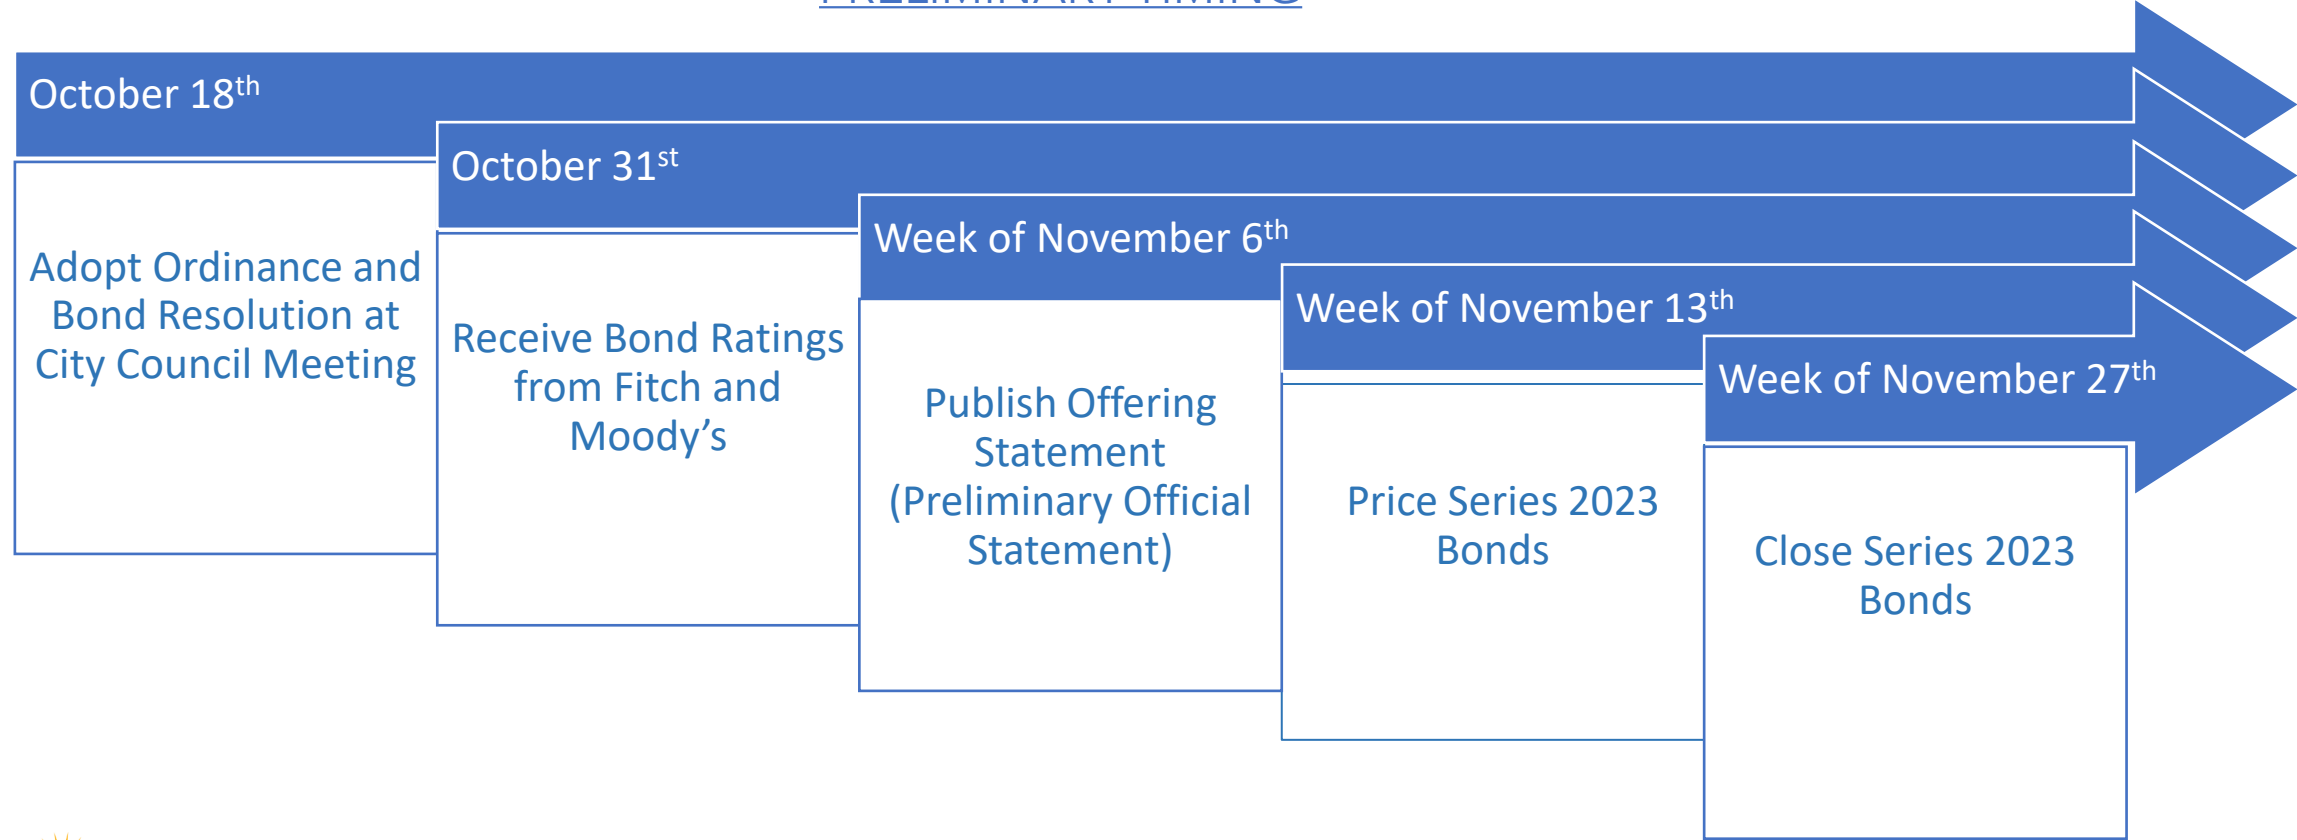 PRELIMINARY TIMING
October 18th
Adopt Ordinance and
Bond Resolution at
City Council Meeting
October 31st
Receive Bond Ratings
from Fitch and
Moody’s
Week of November 6th
Publish Offering
Statement
(Preliminary Official
Statement)
Week of November 13th
Price Series 2023
Bonds
Week of November 27th
Close Series 2023
Bonds